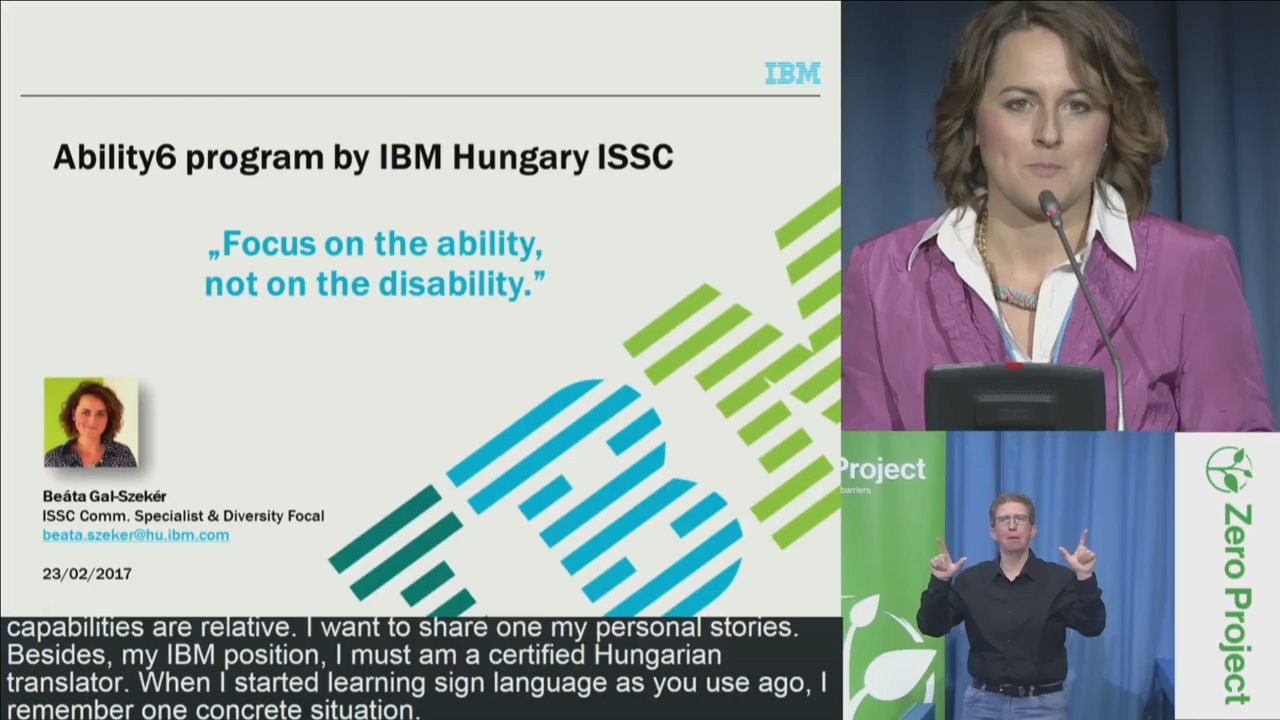 IBM
Ability6 program by IBM Hungary ISSC
„Focus on the ability,
not on the disability.”
Beáta Gal-Szekér
ISSC Comm. Specialist & Diversity Focal
beata.szeker@hu.ibm.com
23/02/2017
capabilities are relative. I want to share one my personal stories.
Besides, my IBM position, I must am a certified Hungarian
translator. When I started learning sign language as you use ago, I
remember one concrete situation.
Project
barriers
Zero Project